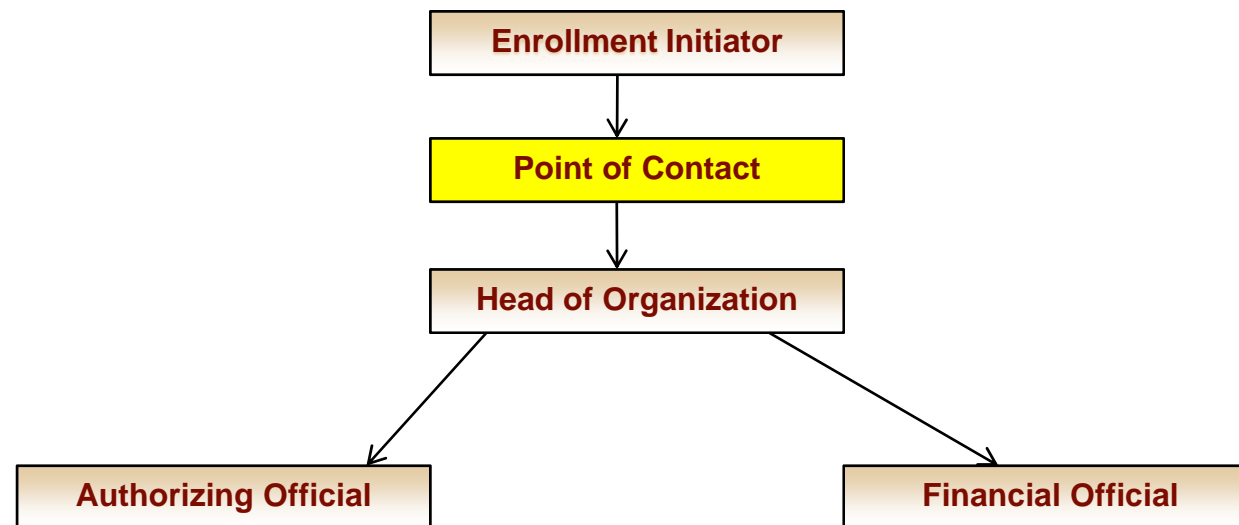 Enrollment Initiator
Point of Contact
Head of Organization
Authorizing Official
Financial Official